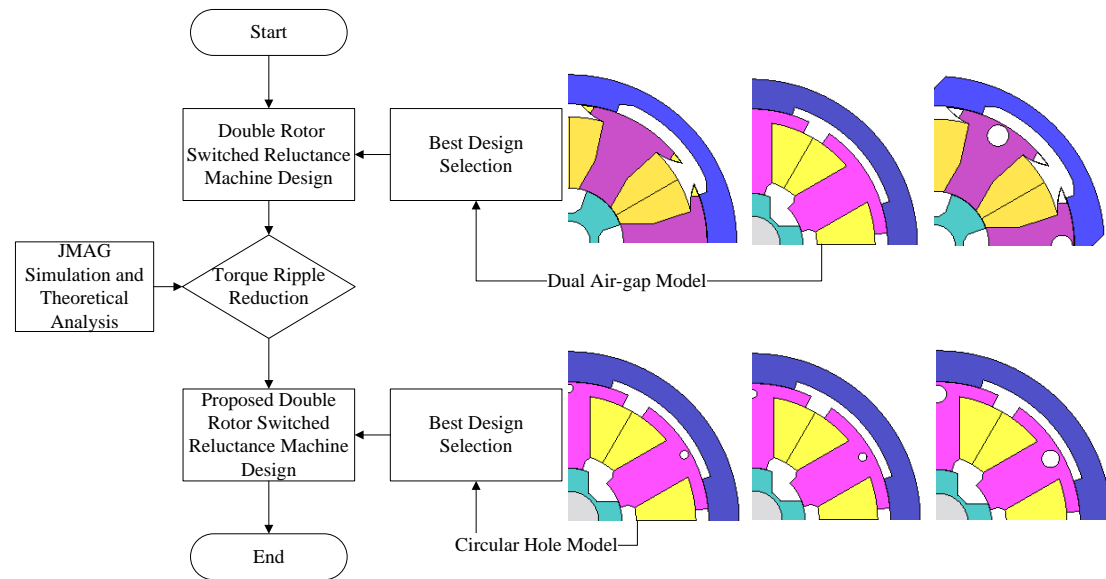 Start
Double Rotor
Switched Reluctance
Machine Design
Best Design
Selection
JMAG
Simulation and
Theoretical
Analysis
Torque Ripple
Reduction
Dual Air-gap Model
Proposed Double
Rotor Switched
Reluctance Machine
Design
Best Design
Selection
Circular Hole Model
End